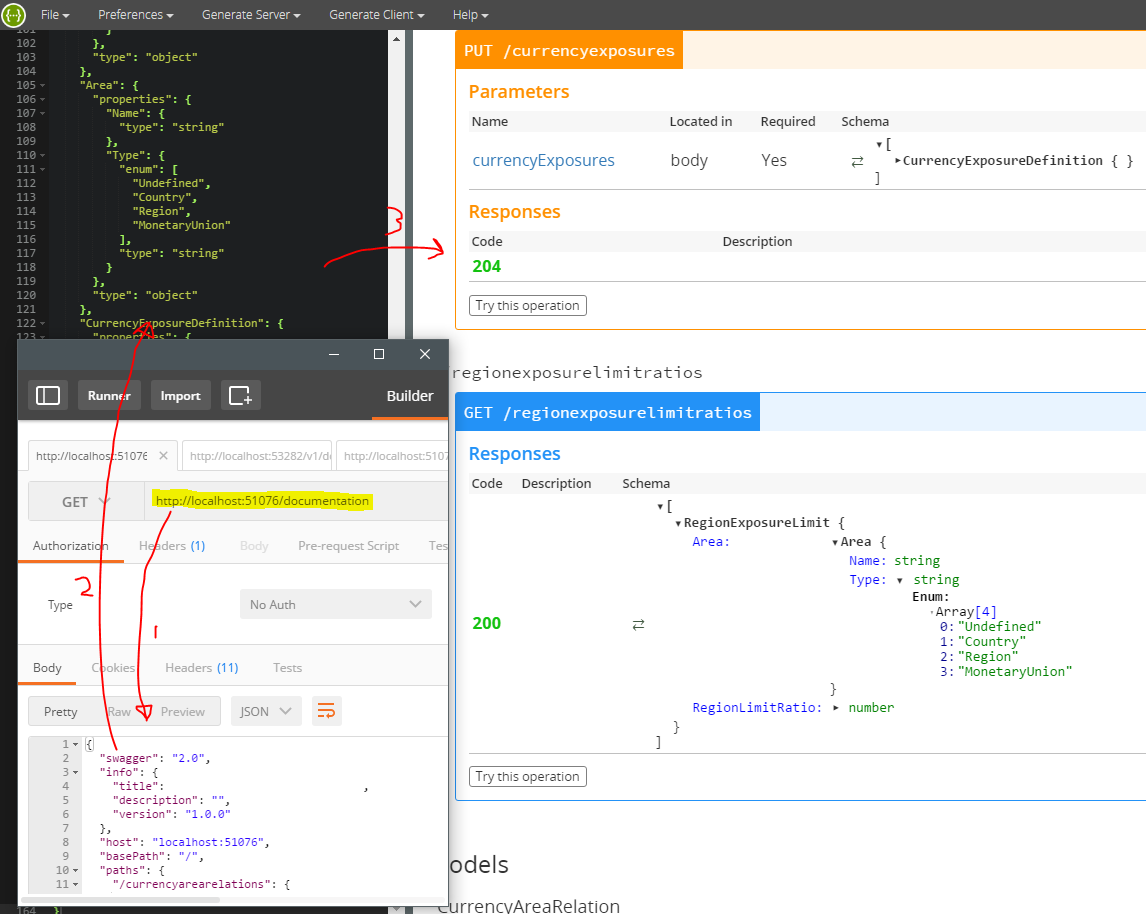 File Preferences Generate Server Generate Client Help
101 ]
102 },
103 "type": "object"
104 },
105 "Area": {
106 "properties": {
107 "Name": {
108 "type": "string"
109 },
110 "Type": {
111 "enum": [
112 "Undefined",
113 "Country",
114 "Region",
115 "MonetaryUnion"
116 ],
117 "type": "string"
118 }
119 },
120 "type": "object"
121 },
122 "CurrencyExposureDefinition": {
123 "properties": {
3
PUT /currencyexposures
Parameters
Name Located in Required Schema
currencyExposures body Yes ⇄ [
CurrencyExposureDefinition { }
]
Responses
Code Description
204
Try this operation
regionexposurelimitratios
GET /regionexposurelimitratios
Responses
Code Description Schema
200 ⇄
[
RegionExposureLimit {
Area: Area {
Name: string
Type: string
Enum:
Array[4]
0: "Undefined"
1: "Country"
2: "Region"
3: "MonetaryUnion"
}
RegionLimitRatio: number
}
]
Try this operation
odels
CurrencyAreaRelation
Runner Import Builder
http://localhost:51076 http://localhost:53282/v1/d http://localhost:5107
GET http://localhost:51076/documentation
Authorization Headers (1) Body Pre-request Script Tes
2
Type No Auth
1
Body Cookies Headers (11) Tests
Pretty Raw Preview JSON
1 {
2 "swagger": "2.0",
3 "info": {
4 "title": ,
5 "description": "",
6 "version": "1.0.0"
7 },
8 "host": "localhost:51076",
9 "basePath": "/",
10 "paths": {
11 "/currencyarearelations": {
164 }